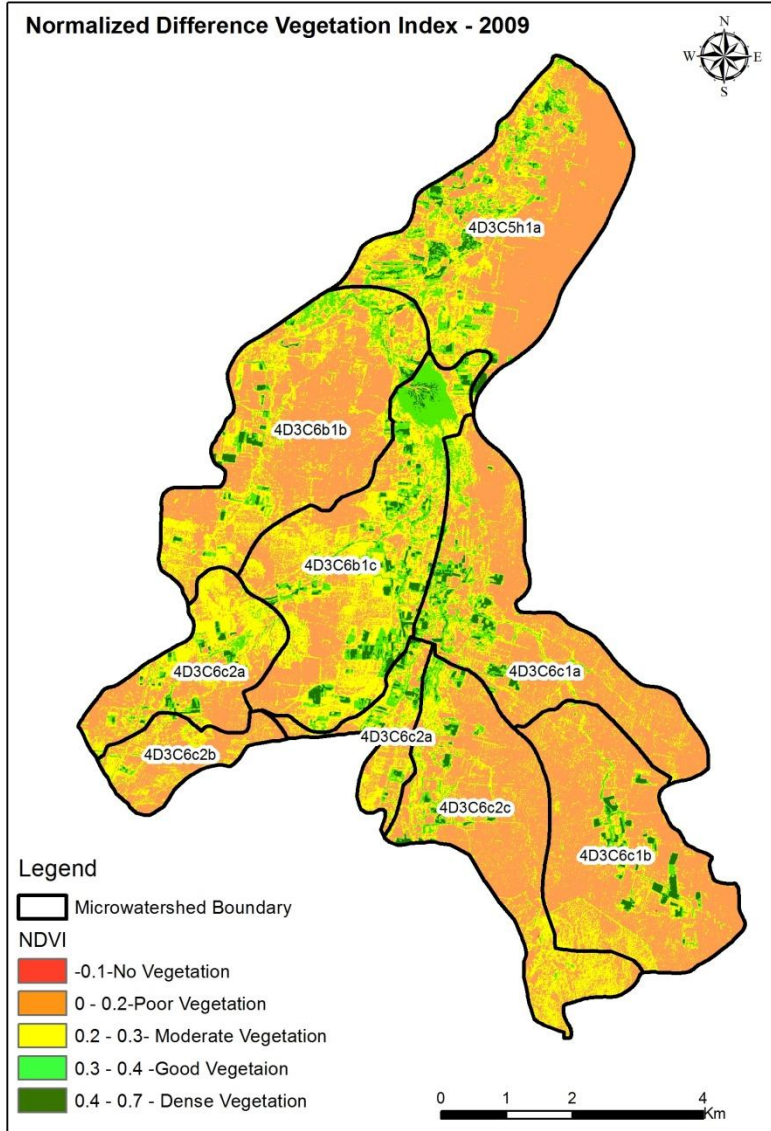 Normalized Difference Vegetation Index - 2009
N
W
E
S
4D3C5h1a
4D3C6b1b
4D3C6b1c
4D3C6c2a
4D3C6c1a
4D3C6c2b
4D3C6c2a
4D3C6c2c
4D3C6c1b
Legend
Microwatershed Boundary
NDVI
-0.1-No Vegetation
0 - 0.2-Poor Vegetation
0.2 - 0.3- Moderate Vegetation
0.3 - 0.4 -Good Vegetaion
0.4 - 0.7 - Dense Vegetation
0 1 2 4
Km